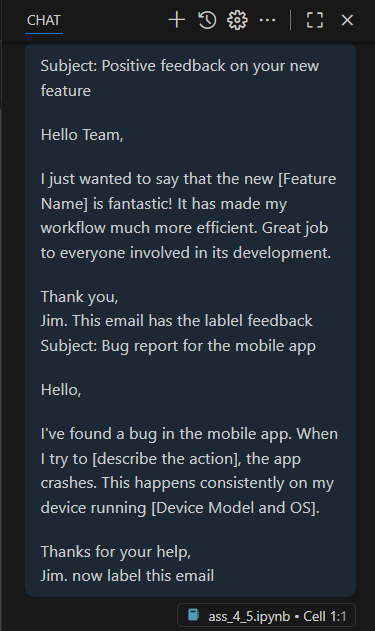 CHAT
Subject: Positive feedback on your new
feature
Hello Team,
I just wanted to say that the new [Feature
Name] is fantastic! It has made my
workflow much more efficient. Great job
to everyone involved in its development.
Thank you,
Jim. This email has the lablel feedback
Subject: Bug report for the mobile app
Hello,
I've found a bug in the mobile app. When
I try to [describe the action], the app
crashes. This happens consistently on my
device running [Device Model and OS].
Thanks for your help,
Jim. now label this email
ass_4_5.ipynb • Cell 1:1